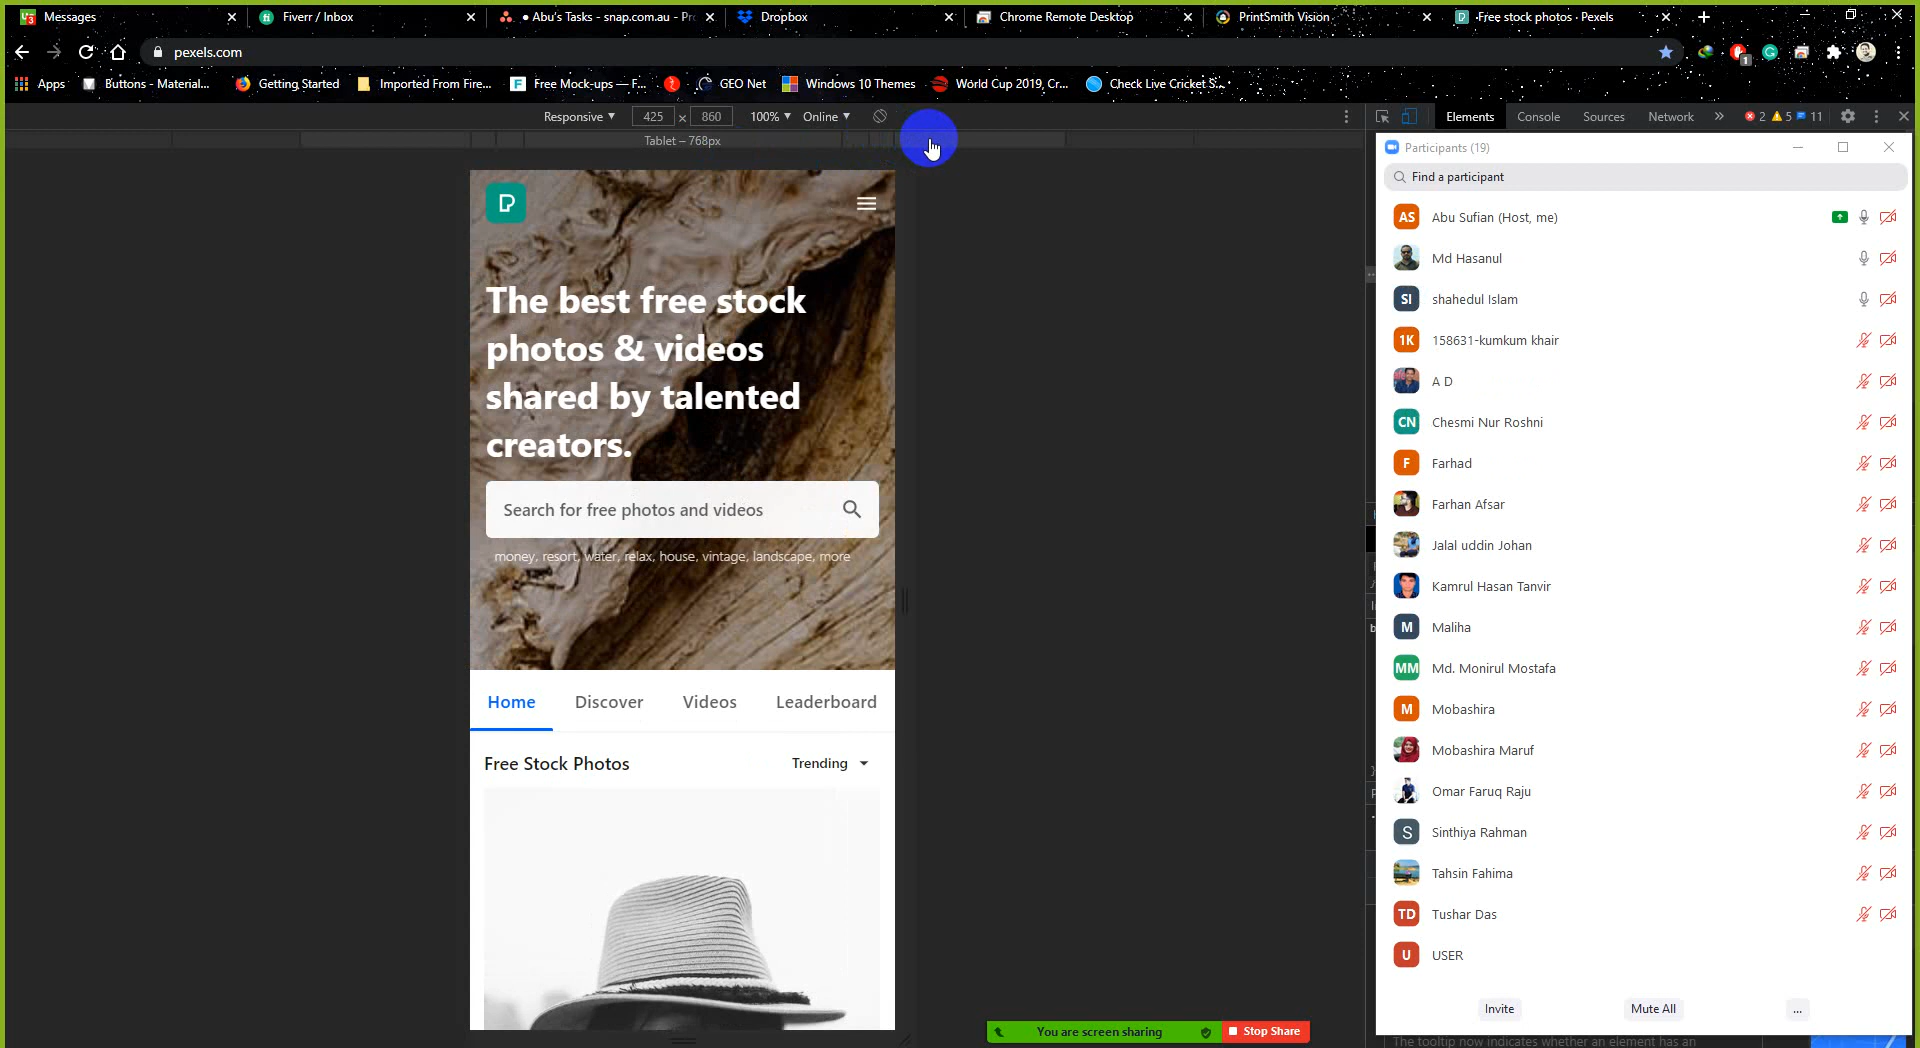 Messages
Fiverr / Inbox
• Abu's Tasks - snap.com.au - Pr
Dropbox
Chrome Remote Desktop
PrintSmith Vision
Free stock photos · Pexels
pexels.com
1
Apps
Buttons - Material...
Getting Started
Imported From Fire...
Free Mock-ups — F...
GEO Net
Windows 10 Themes
World Cup 2019, Cr...
Check Live Cricket S...
Responsive
425 x 860
100%
Online
Elements
Console
Sources
Network
»
2
5
11
Tablet – 768px
The best free stock
photos & videos
shared by talented
creators.
Search for free photos and videos
money, resort, water, relax, house, vintage, landscape, more
Home
Discover
Videos
Leaderboard
Free Stock Photos
Trending
Participants (19)
Find a participant
AS Abu Sufian (Host, me)
Md Hasanul
SI shahedul Islam
1K 158631-kumkum khair
A D
CN Chesmi Nur Roshni
F Farhad
Farhan Afsar
Jalal uddin Johan
Kamrul Hasan Tanvir
M Maliha
MM Md. Monirul Mostafa
M Mobashira
Mobashira Maruf
Omar Faruq Raju
S Sinthiya Rahman
Tahsin Fahima
TD Tushar Das
U USER
Invite
Mute All
...
You are screen sharing
Stop Share
The tooltip now indicates whether an element has an